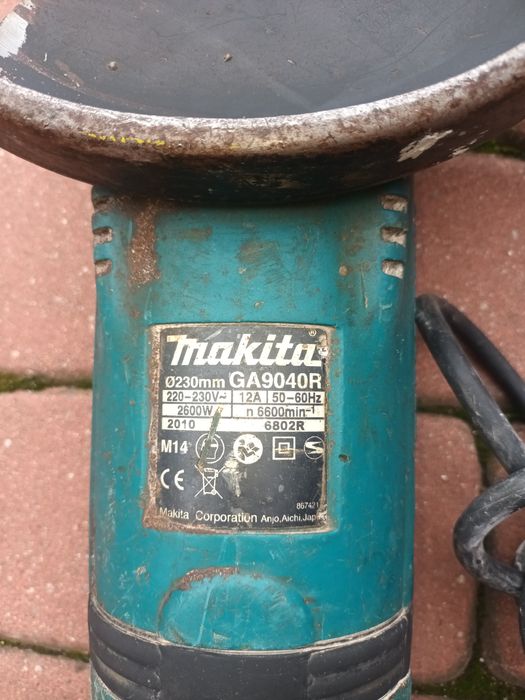 makita®
Ø230mm GA9040R
220-230V~ 12A 50-60Hz
2600W n 6600min⁻¹
2010 6802R
M14
CE
867421
Makita Corporation Anjo,Aichi,Japan